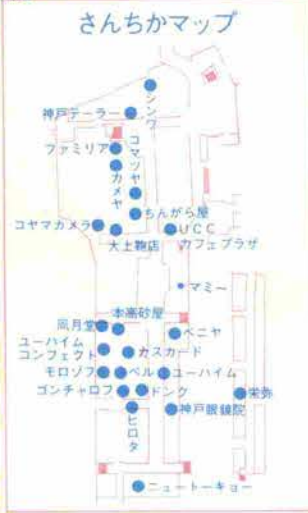 さんちかマップ
シンワ
神戸テーラー
ファミリア
コマツヤ
カメヤ
ちんがら屋
コヤマカメラ
大上鞄店
UCC
カフェプラザ
マミー
本高砂屋
風月堂
ベニヤ
ユーハイム
コンフェクト
カスカード
モロゾフ
ベル
ユーハイム
ゴンチャロフ
ドンク
栄弥
ヒロタ
神戸眼鏡院
ニュートーキョー